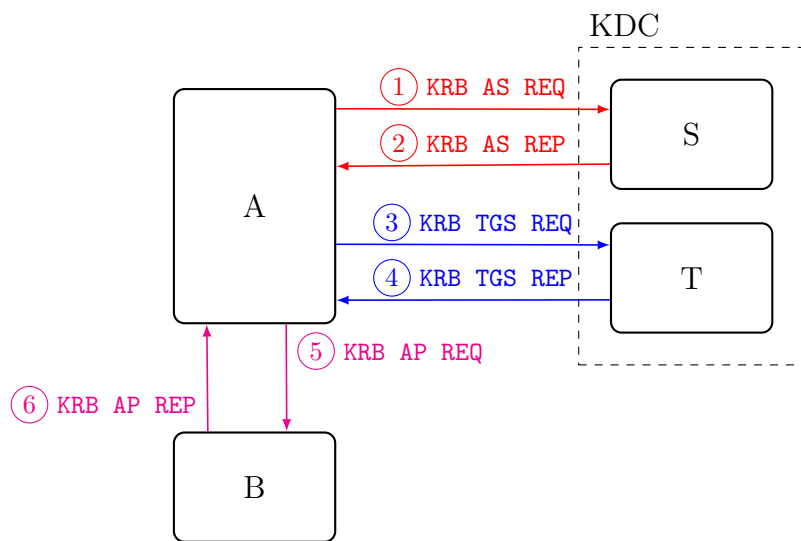 KDC
1 KRB AS REQ
S
2 KRB AS REP
A
3 KRB TGS REQ
T
4 KRB TGS REP
5 KRB AP REQ
6 KRB AP REP
B